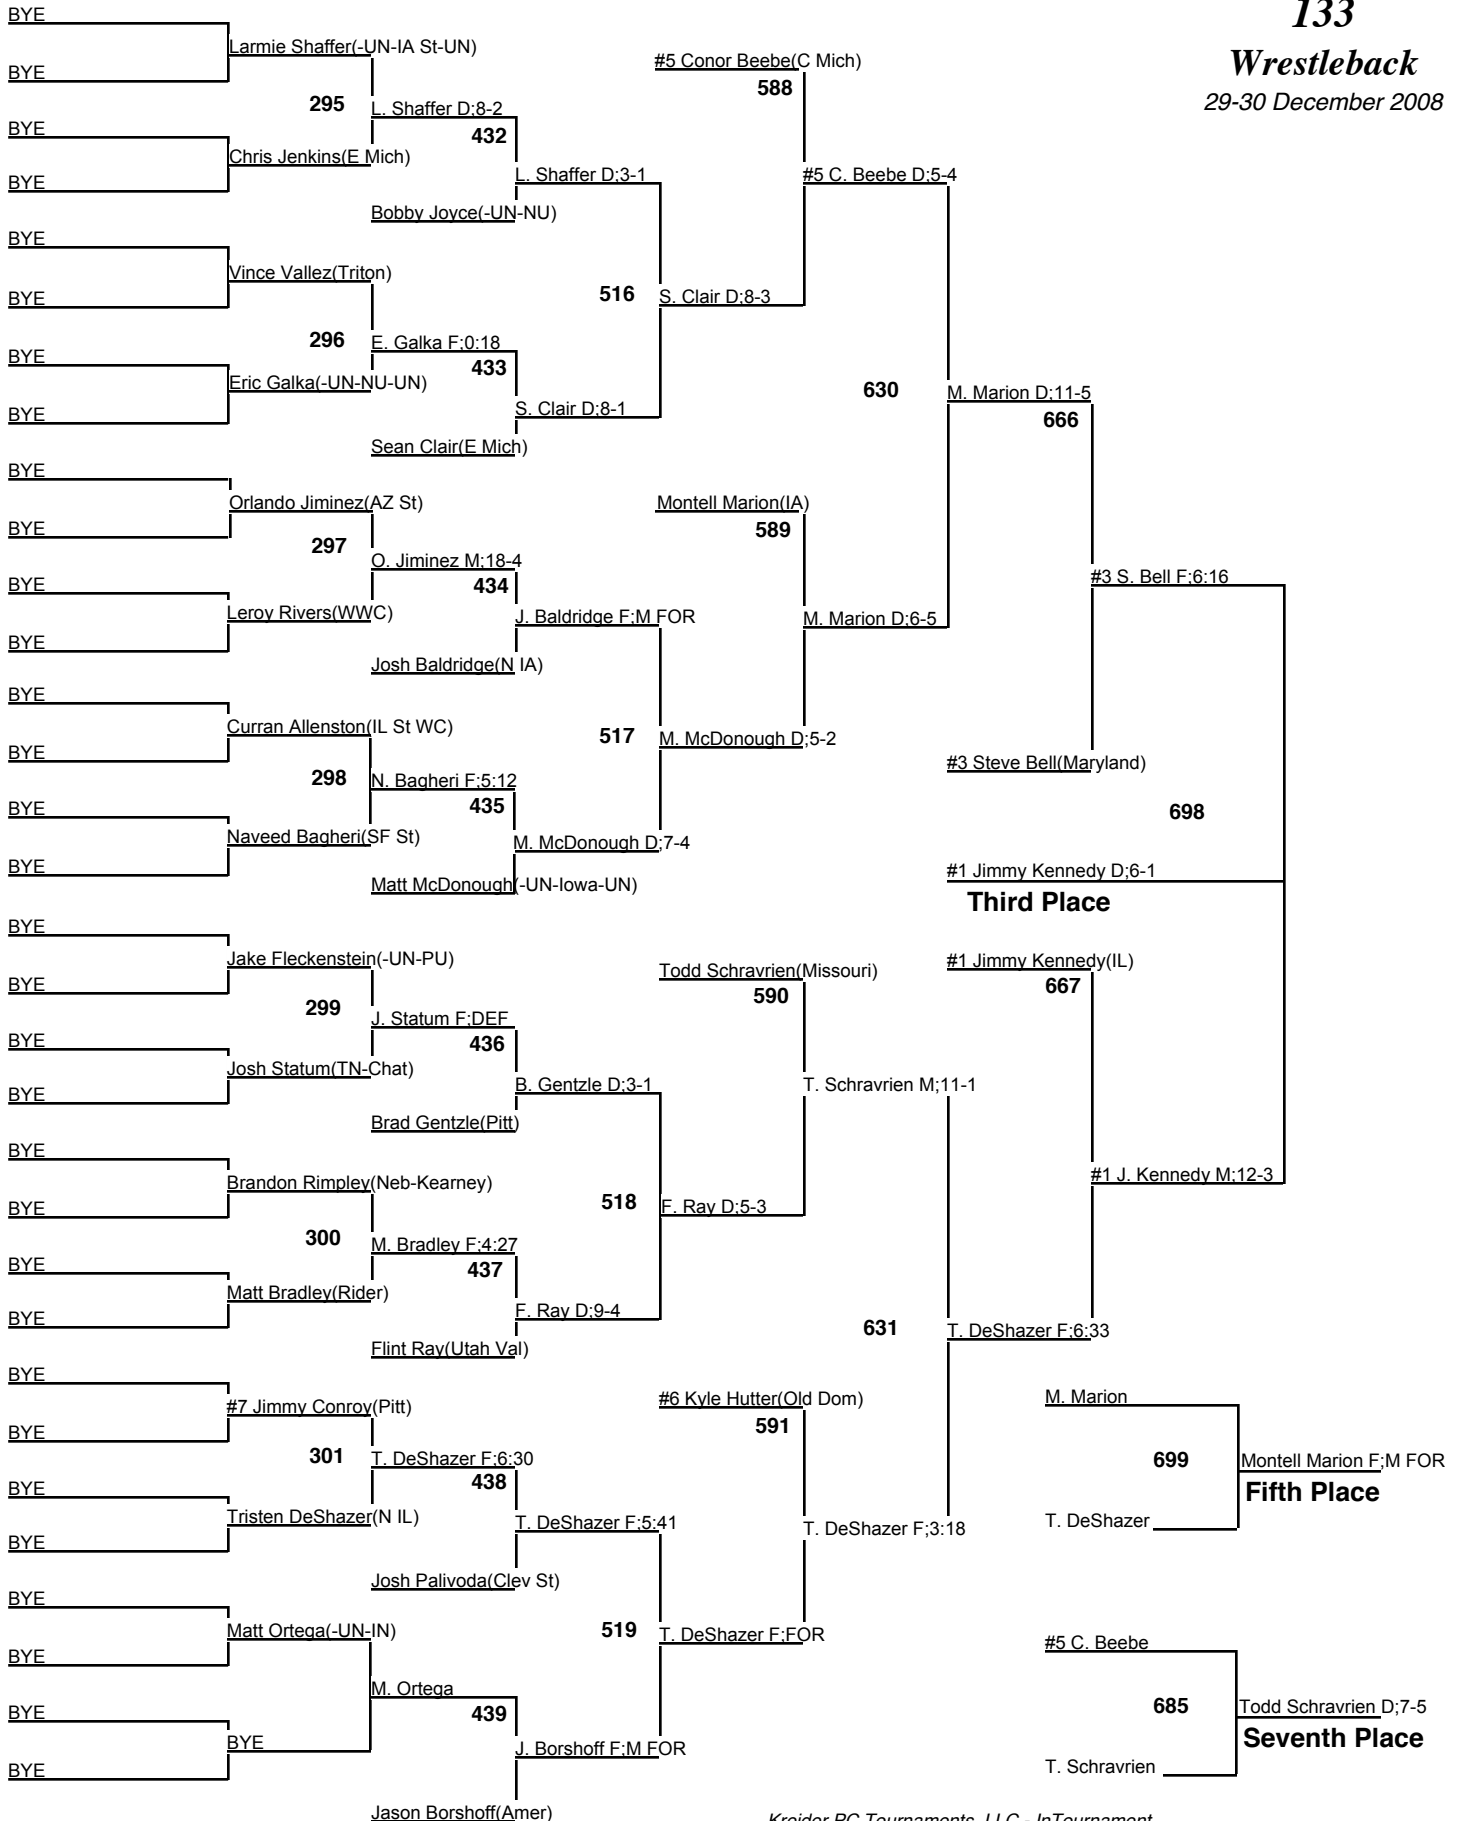 133
Wrestleback
29-30 December 2008
BYE
BYE
Larmie Shaffer(-UN-IA St-UN)
295
BYE
BYE
Chris Jenkins(E Mich)
L. Shaffer D;8-2
432
Bobby Joyce(-UN-NU)
L. Shaffer D;3-1
BYE
BYE
Vince Vallez(Triton)
296
BYE
BYE
Eric Galka(-UN-NU-UN)
E. Galka F;0:18
433
Sean Clair(E Mich)
S. Clair D;8-1
516
S. Clair D;8-3
#5 Conor Beebe(C Mich)
588
#5 C. Beebe D;5-4
BYE
BYE
Orlando Jiminez(AZ St)
297
BYE
BYE
Leroy Rivers(WWC)
O. Jiminez M;18-4
434
Josh Baldridge(N IA)
J. Baldridge F;M FOR
BYE
BYE
Curran Allenston(IL St WC)
298
BYE
BYE
Naveed Bagheri(SF St)
N. Bagheri F;5:12
435
Matt McDonough(-UN-Iowa-UN)
M. McDonough D;7-4
517
M. McDonough D;5-2
Montell Marion(IA)
589
M. Marion D;6-5
630
M. Marion D;11-5
666
#3 Steve Bell(Maryland)
#3 S. Bell F;6:16
698
#1 Jimmy Kennedy D;6-1
Third Place
BYE
BYE
Jake Fleckenstein(-UN-PU)
299
BYE
BYE
Josh Statum(TN-Chat)
J. Statum F;DEF
436
Brad Gentzle(Pitt)
B. Gentzle D;3-1
BYE
BYE
Brandon Rimpley(Neb-Kearney)
300
BYE
BYE
Matt Bradley(Rider)
M. Bradley F;4:27
437
Flint Ray(Utah Val)
F. Ray D;9-4
518
F. Ray D;5-3
Todd Schravrien(Missouri)
590
T. Schravrien M;11-1
#1 Jimmy Kennedy(IL)
667
#1 J. Kennedy M;12-3
BYE
BYE
#7 Jimmy Conroy(Pitt)
301
BYE
BYE
Tristen DeShazer(N IL)
T. DeShazer F;6:30
438
Josh Palivoda(Clev St)
T. DeShazer F;5:41
BYE
BYE
Matt Ortega(-UN-IN)
BYE
BYE
BYE
M. Ortega
439
Jason Borshoff(Amer)
J. Borshoff F;M FOR
519
T. DeShazer F;FOR
#6 Kyle Hutter(Old Dom)
591
T. DeShazer F;3:18
631
T. DeShazer F;6:33
M. Marion
699
T. DeShazer
Montell Marion F;M FOR
Fifth Place
#5 C. Beebe
685
T. Schravrien
Todd Schravrien D;7-5
Seventh Place
Kreider PC Tournaments, LLC - InTournament